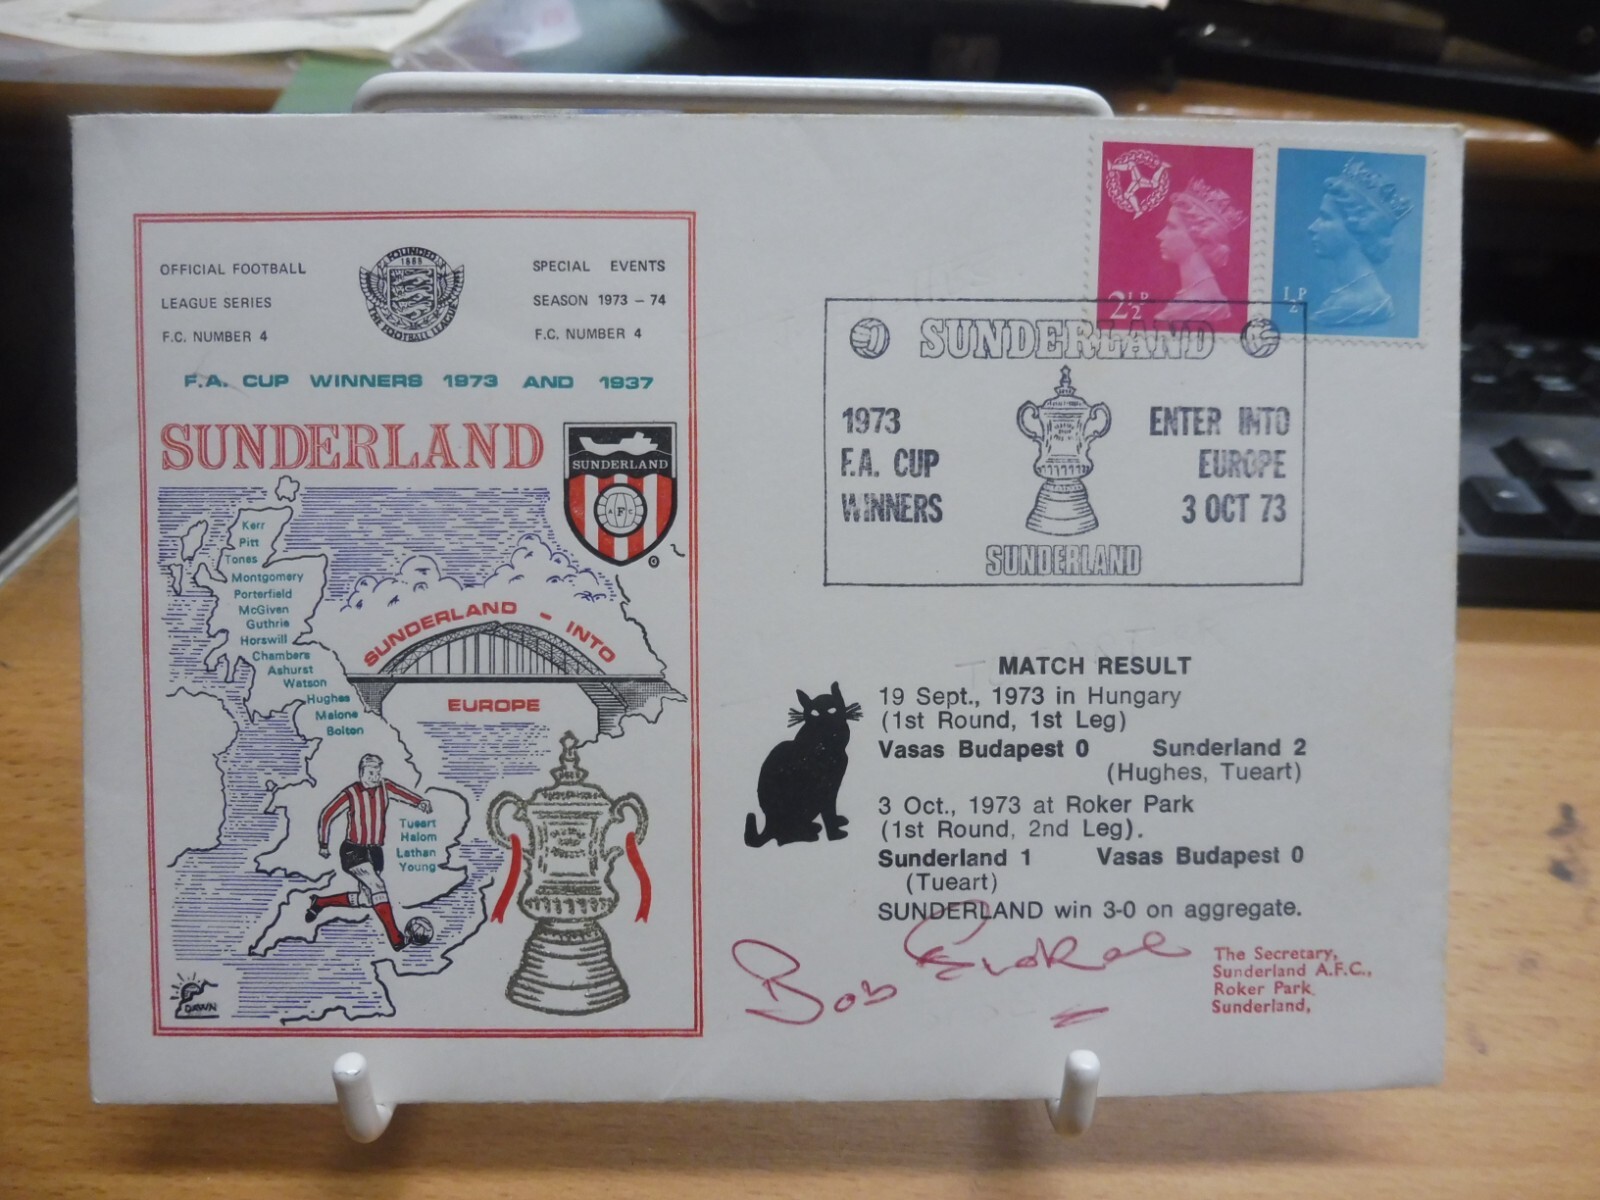 OFFICIAL FOOTBALL
LEAGUE SERIES
F.C. NUMBER 4
FOUNDED
1888
THE FOOTBALL LEAGUE
SPECIAL EVENTS
SEASON 1973 – 74
F.C. NUMBER 4
F.A. CUP WINNERS 1973 AND 1937
SUNDERLAND
SUNDERLAND
A F C
Kerr
Pitt
Tones
Montgomery
Porterfield
McGiven
Guthrie
Horswill
Chambers
Ashurst
Watson
Hughes
Malone
Bolton
SUNDERLAND – INTO
EUROPE
Tueart
Halom
Lathan
Young
DAWN
2½P
½P
SUNDERLAND
1973
F.A. CUP
WINNERS
ENTER INTO
EUROPE
3 OCT 73
SUNDERLAND
MATCH RESULT
19 Sept., 1973 in Hungary
(1st Round, 1st Leg)
Vasas Budapest 0 Sunderland 2
(Hughes, Tueart)
3 Oct., 1973 at Roker Park
(1st Round, 2nd Leg).
Sunderland 1 Vasas Budapest 0
(Tueart)
SUNDERLAND win 3-0 on aggregate.
Bob
The Secretary,
Sunderland A.F.C.,
Roker Park,
Sunderland,